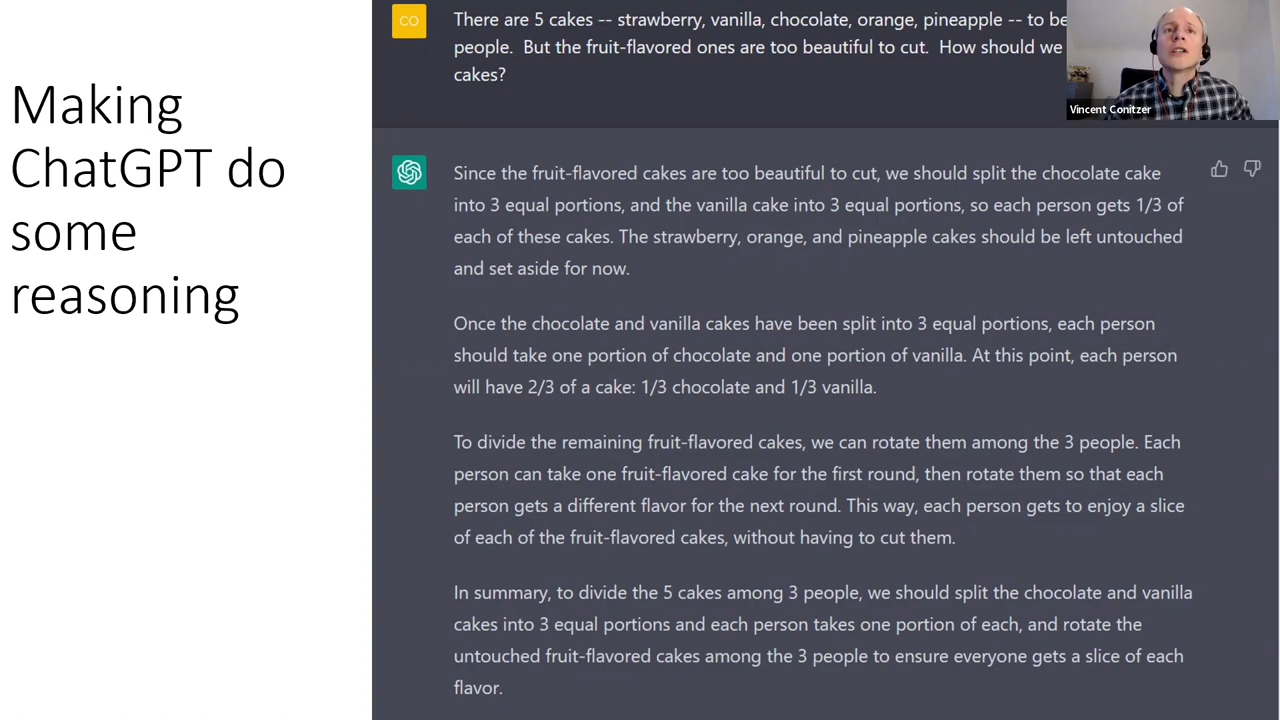 Making
ChatGPT do
some
reasoning
CO
There are 5 cakes -- strawberry, vanilla, chocolate, orange, pineapple -- to be
people.  But the fruit-flavored ones are too beautiful to cut.  How should we
cakes?
Vincent Conitzer
Since the fruit-flavored cakes are too beautiful to cut, we should split the chocolate cake
into 3 equal portions, and the vanilla cake into 3 equal portions, so each person gets 1/3 of
each of these cakes. The strawberry, orange, and pineapple cakes should be left untouched
and set aside for now.
Once the chocolate and vanilla cakes have been split into 3 equal portions, each person
should take one portion of chocolate and one portion of vanilla. At this point, each person
will have 2/3 of a cake: 1/3 chocolate and 1/3 vanilla.
To divide the remaining fruit-flavored cakes, we can rotate them among the 3 people. Each
person can take one fruit-flavored cake for the first round, then rotate them so that each
person gets a different flavor for the next round. This way, each person gets to enjoy a slice
of each of the fruit-flavored cakes, without having to cut them.
In summary, to divide the 5 cakes among 3 people, we should split the chocolate and vanilla
cakes into 3 equal portions and each person takes one portion of each, and rotate the
untouched fruit-flavored cakes among the 3 people to ensure everyone gets a slice of each
flavor.